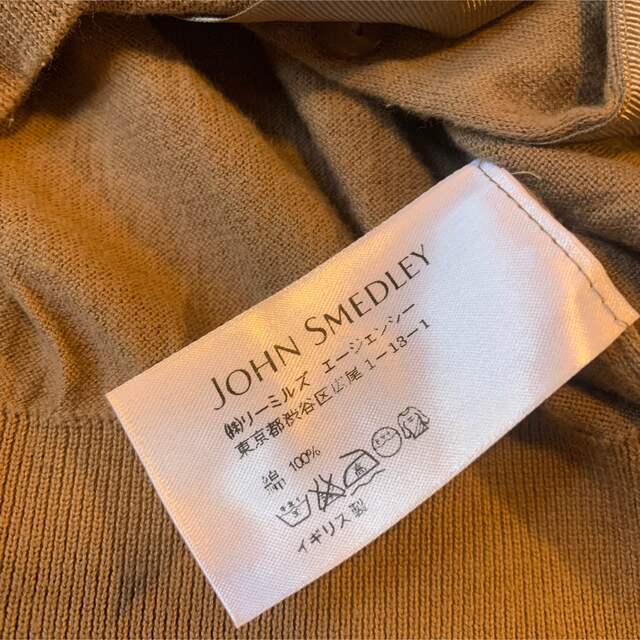 JOHN SMEDLEY
㈱リーミルズ エージェンシー
東京都渋谷区広尾1-13-1
綿 100%
イギリス製